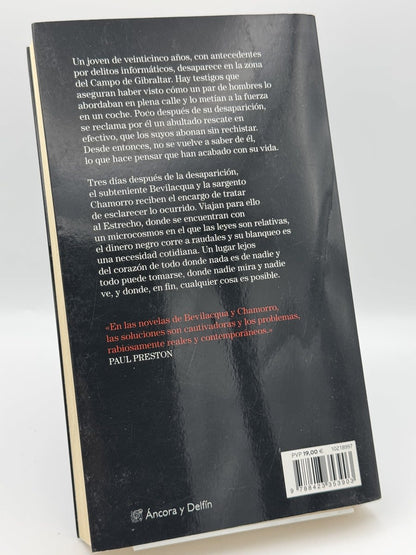 Un joven de veinticinco años, con antecedentes
por delitos informáticos, desaparece en la zona
del Campo de Gibraltar. Hay testigos que
aseguran haber visto cómo un par de hombres lo
abordaban en plena calle y lo metían a la fuerza
en un coche. Poco después de su desaparición,
se reclama por él un abultado rescate en
efectivo, que los suyos abonan sin rechistar.
Desde entonces, no se vuelve a saber de él,
lo que hace pensar que han acabado con su vida.
Tres días después de la desaparición,
el subteniente Bevilacqua y la sargento
Chamorro reciben el encargo de tratar
de esclarecer lo ocurrido. Viajan para ello
al Estrecho, donde se encuentran con
un microcosmos en el que las leyes son relativas,
el dinero negro corre a raudales y su blanqueo es
una necesidad cotidiana. Un lugar lejos
del corazón de todo donde nada es de nadie y
todo puede tomarse, donde nadie mira y nadie
ve, y donde, en fin, cualquier cosa es posible.
«En las novelas de Bevilacqua y Chamorro,
las soluciones son cautivadoras y los problemas,
rabiosamente reales y contemporáneos.»
PAUL PRESTON
PVP 19,00 € 10218997
9 788423 353903
Áncora y Delfín